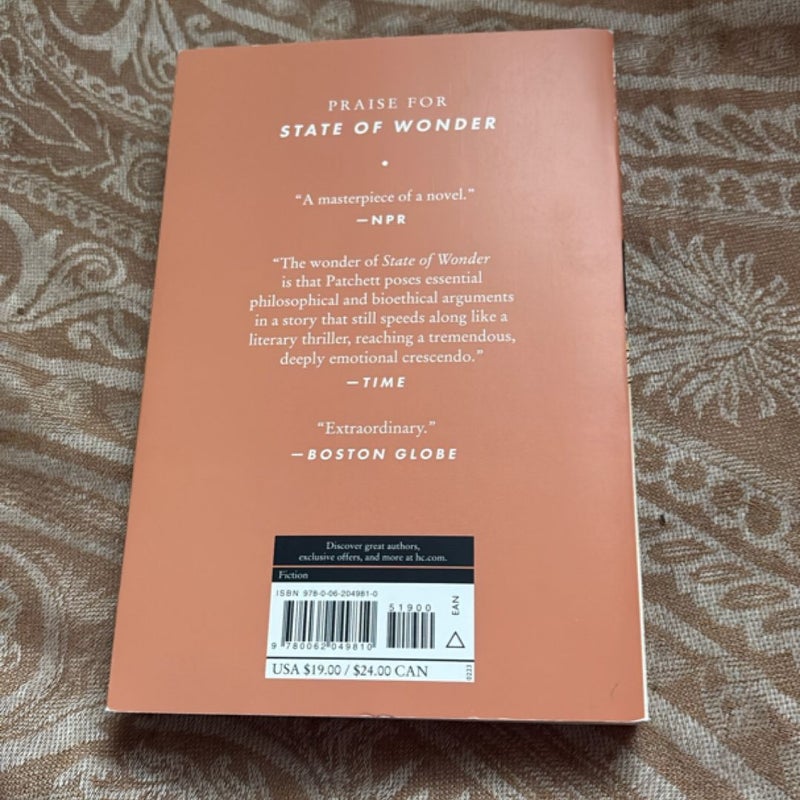 PRAISE FOR
STATE OF WONDER
•
“A masterpiece of a novel.”
—NPR
“The wonder of State of Wonder
is that Patchett poses essential
philosophical and bioethical arguments
in a story that still speeds along like a
literary thriller, reaching a tremendous,
deeply emotional crescendo.”
—TIME
“Extraordinary.”
—BOSTON GLOBE
Discover great authors,
exclusive offers, and more at hc.com.
Fiction
ISBN 978-0-06-204981-0
51900
EAN
9 780062 049810
USA $19.00 / $24.00 CAN
0223